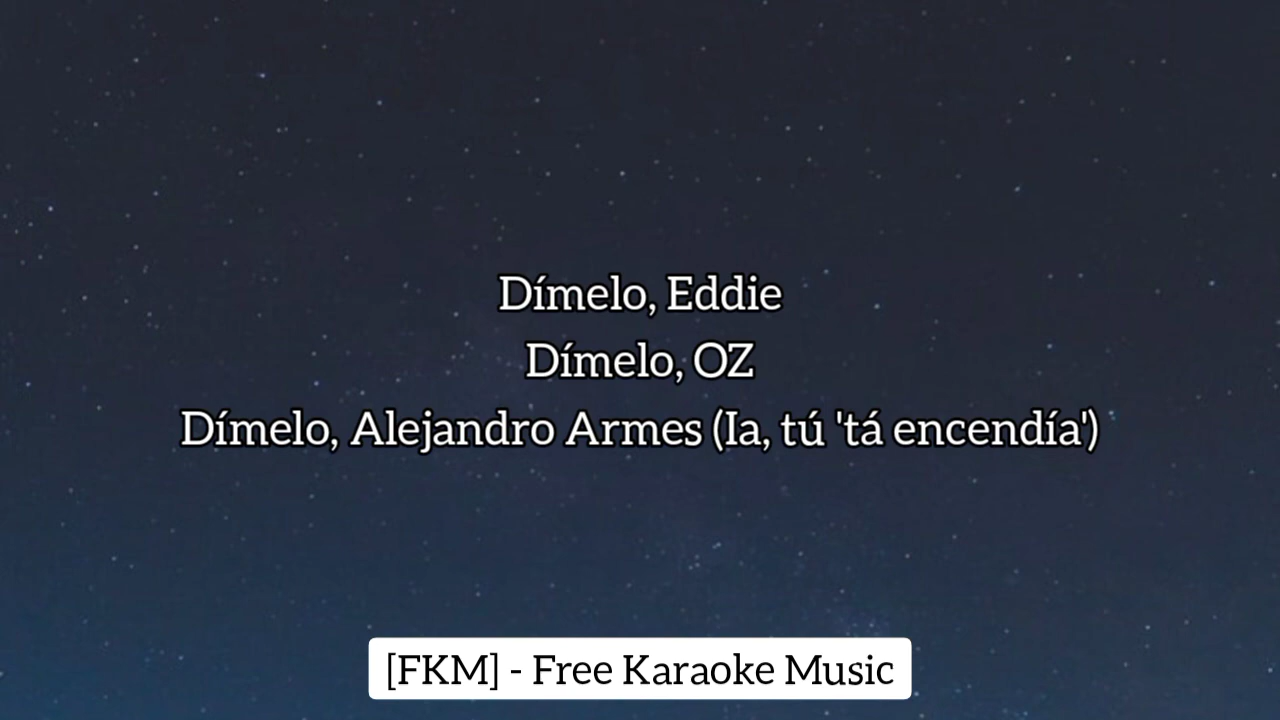 Dímelo, Eddie
Dímelo, OZ
Dímelo, Alejandro Armes (Ia, tú 'tá encendía')
[FKM] - Free Karaoke Music